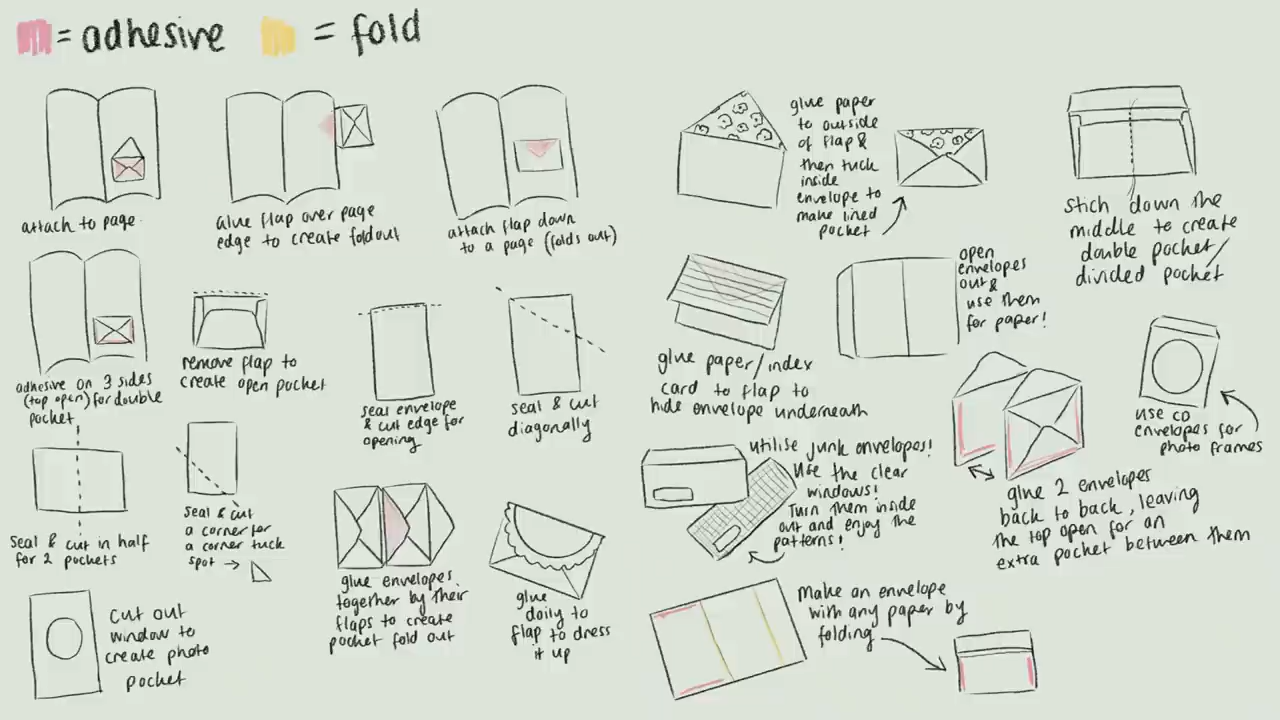 = adhesive = fold
attach to page.
glue flap over page
edge to create foldout
attach flap down
to a page (folds out)
glue paper
to outside
of flap &
then tuck
inside
envelope to
make lined
pocket
stich down the
middle to create
double pocket/
divided pocket
adhesive on 3 sides
(top open) for double
pocket
remove flap to
create open pocket
seal envelope
& cut edge for
opening
seal & cut
diagonally
glue paper/index
card to flap to
hide envelope underneath
open
envelopes
out &
use them
for paper!
use CD
envelopes for
photo frames
seal & cut in half
for 2 pockets
seal & cut
a corner for
a corner tuck
spot →
glue envelopes
together by their
flaps to create
pocket fold out
glue
doily to
flap to dress
it up
utilise junk envelopes!
Use the clear
windows!
Turn them inside
out and enjoy the
patterns!
glue 2 envelopes
back to back, leaving
the top open for an
extra pocket between them
Cut out
window to
create photo
pocket
Make an envelope
with any paper by
folding